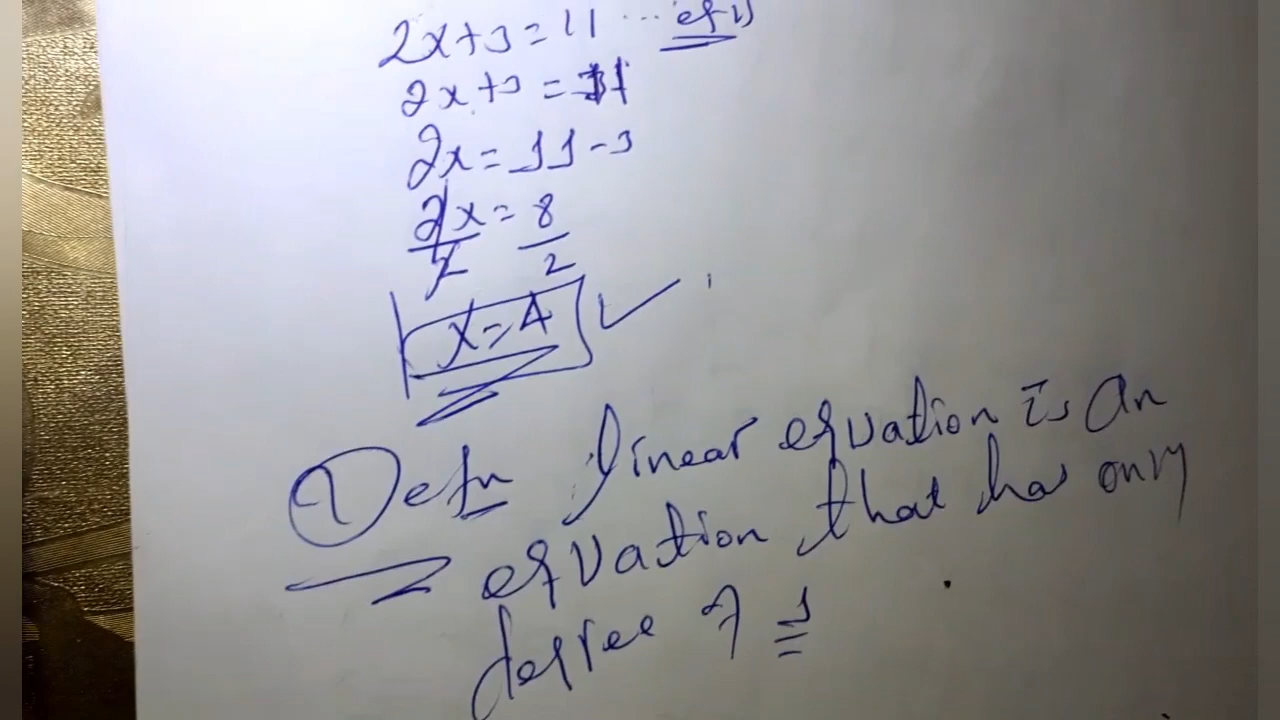 2x+3=11 ... eq 1)
2x+3 = 11
2x = 11-3
2x = 8
2 2
x=4
Defn linear equation is an
equation that has only
degree of 1